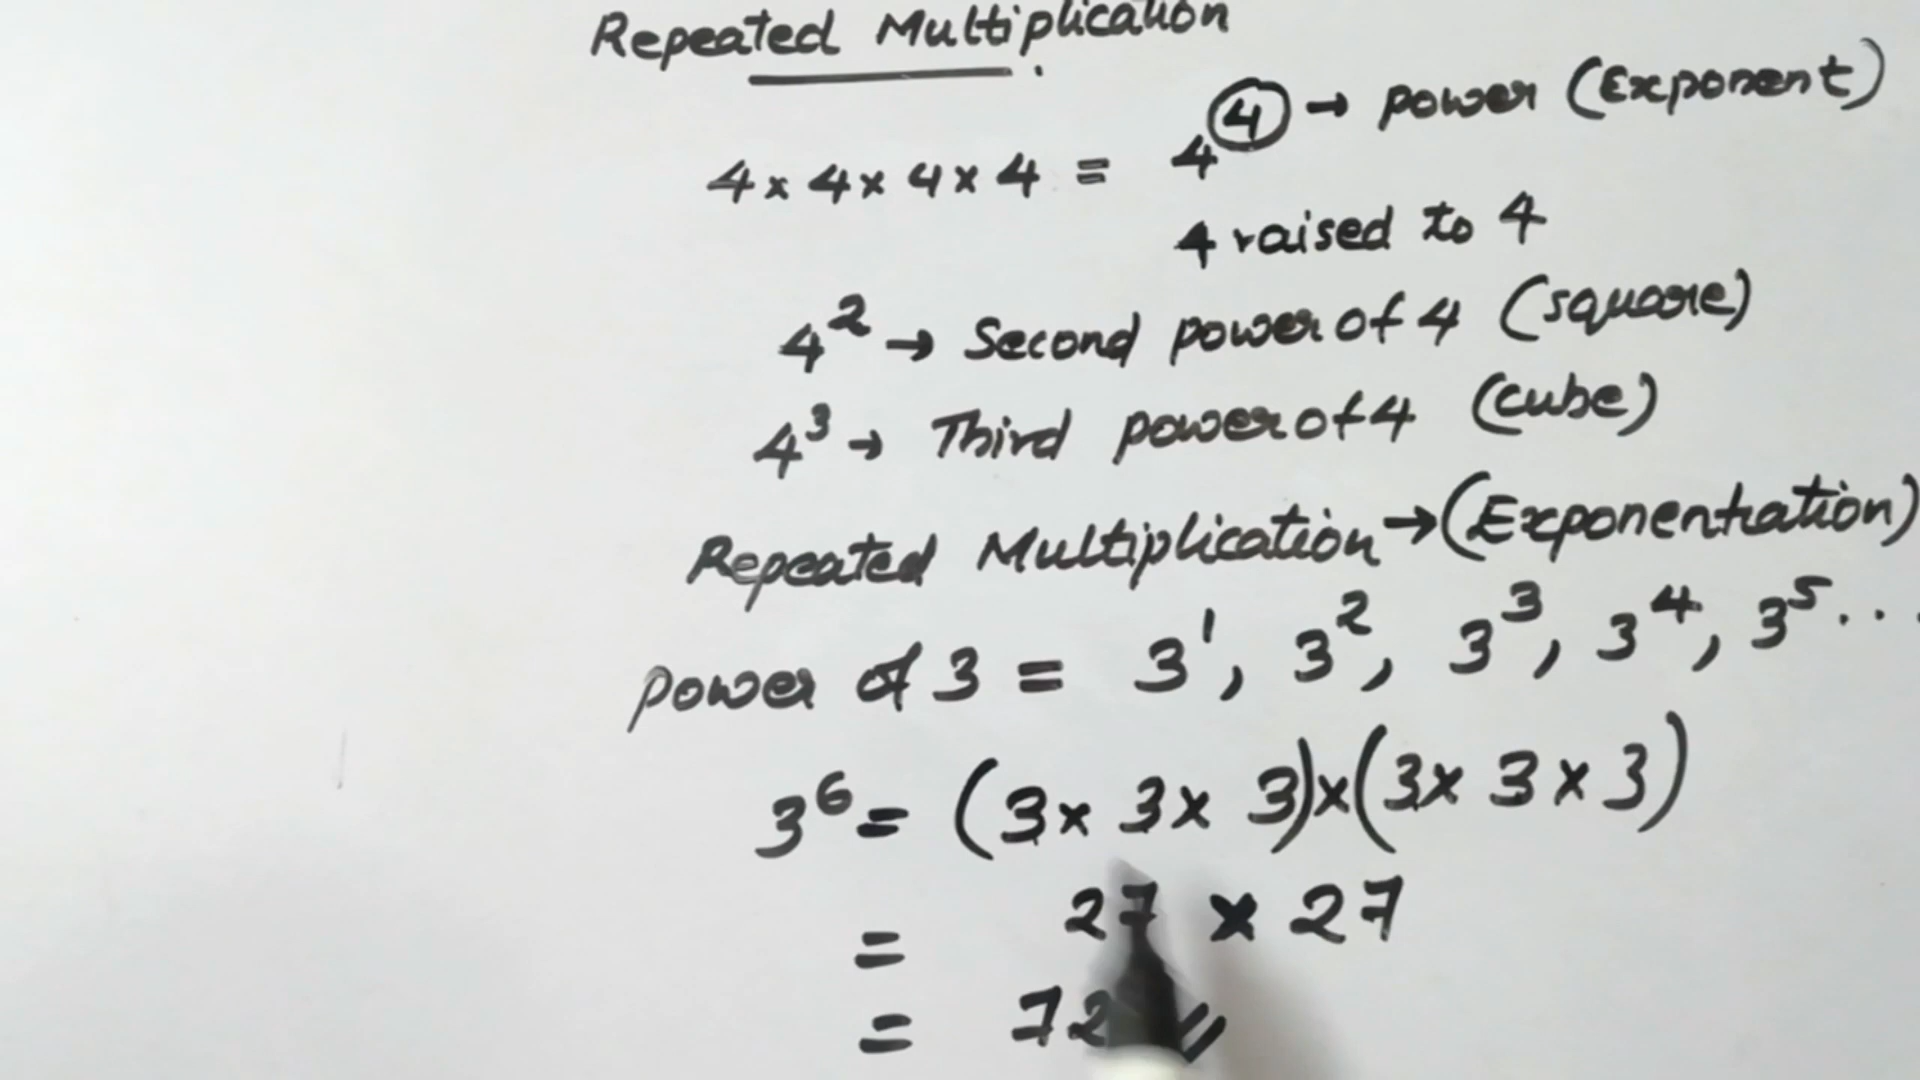 Repeated Multiplication
4 × 4 × 4 × 4 = 4⁴ → power (Exponent)
4 raised to 4
4² → Second power of 4 (square)
4³ → Third power of 4 (cube)
Repeated Multiplication → (Exponentiation)
power of 3 = 3¹, 3², 3³, 3⁴, 3⁵...
3⁶ = (3 × 3 × 3) × (3 × 3 × 3)
= 27 × 27
= 72